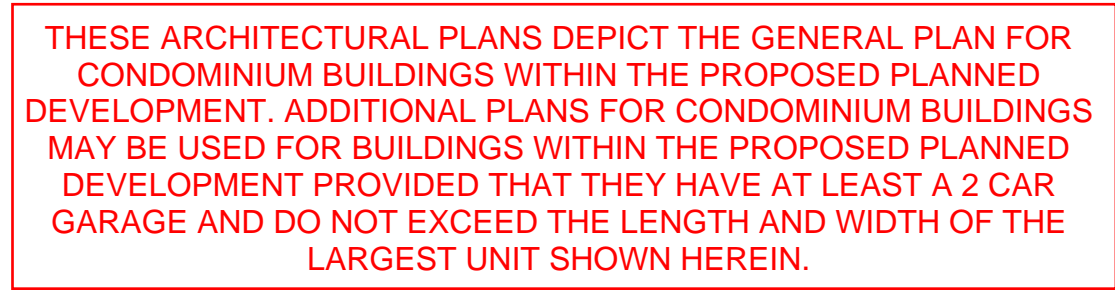 THESE ARCHITECTURAL PLANS DEPICT THE GENERAL PLAN FOR
CONDOMINIUM BUILDINGS WITHIN THE PROPOSED PLANNED
DEVELOPMENT. ADDITIONAL PLANS FOR CONDOMINIUM BUILDINGS
MAY BE USED FOR BUILDINGS WITHIN THE PROPOSED PLANNED
DEVELOPMENT PROVIDED THAT THEY HAVE AT LEAST A 2 CAR
GARAGE AND DO NOT EXCEED THE LENGTH AND WIDTH OF THE
LARGEST UNIT SHOWN HEREIN.